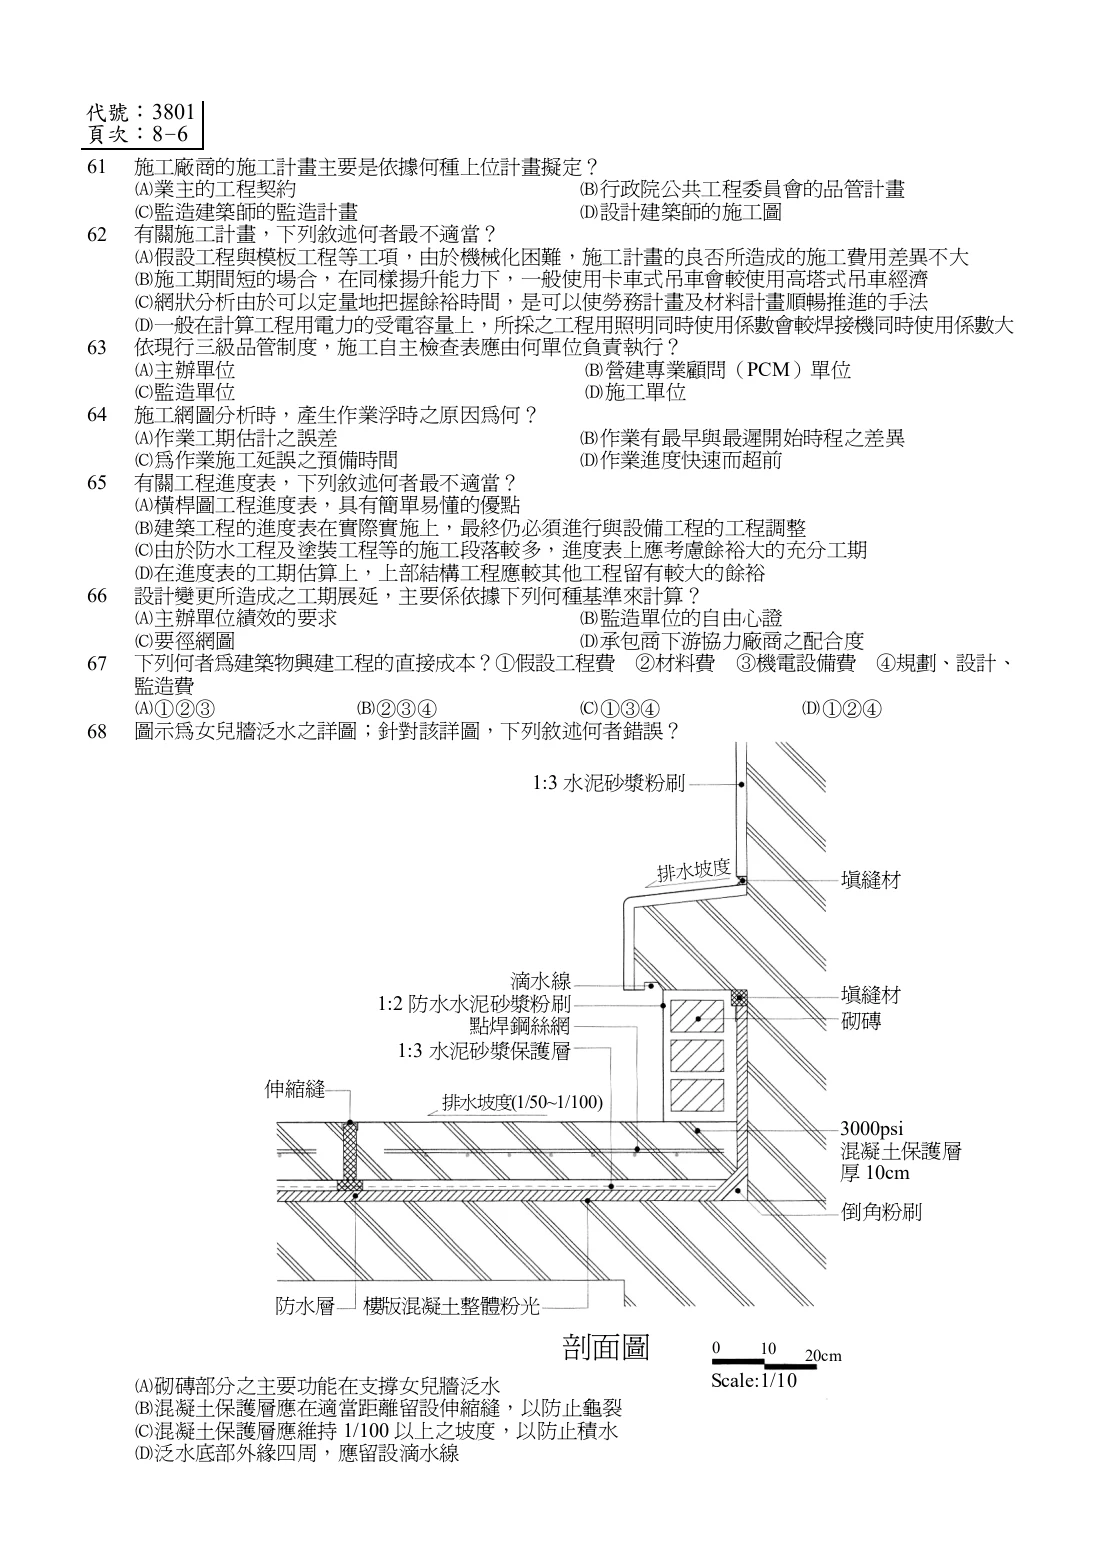 代號：3801
頁次：8-6
61 施工廠商的施工計畫主要是依據何種上位計畫擬定？
(A)業主的工程契約 (B)行政院公共工程委員會的品管計畫
(C)監造建築師的監造計畫 (D)設計建築師的施工圖
62 有關施工計畫，下列敘述何者最不適當？
(A)假設工程與模板工程等工項，由於機械化困難，施工計畫的良否所造成的施工費用差異不大
(B)施工期間短的場合，在同樣揚升能力下，一般使用卡車式吊車會較使用高塔式吊車經濟
(C)網狀分析由於可以定量地把握餘裕時間，是可以使勞務計畫及材料計畫順暢推進的手法
(D)一般在計算工程用電力的受電容量上，所採之工程用照明同時使用係數會較焊接機同時使用係數大
63 依現行三級品管制度，施工自主檢查表應由何單位負責執行？
(A)主辦單位 (B)營建專業顧問（PCM）單位
(C)監造單位 (D)施工單位
64 施工網圖分析時，產生作業浮時之原因為何？
(A)作業工期估計之誤差 (B)作業有最早與最遲開始時程之差異
(C)為作業施工延誤之預備時間 (D)作業進度快速而超前
65 有關工程進度表，下列敘述何者最不適當？
(A)橫桿圖工程進度表，具有簡單易懂的優點
(B)建築工程的進度表在實際實施上，最終仍必須進行與設備工程的工程調整
(C)由於防水工程及塗裝工程等的施工段落較多，進度表上應考慮餘裕大的充分工期
(D)在進度表的工期估算上，上部結構工程應較其他工程留有較大的餘裕
66 設計變更所造成之工期展延，主要係依據下列何種基準來計算？
(A)主辦單位績效的要求 (B)監造單位的自由心證
(C)要徑網圖 (D)承包商下游協力廠商之配合度
67 下列何者為建築物興建工程的直接成本？①假設工程費 ②材料費 ③機電設備費 ④規劃、設計、
監造費
(A)①②③ (B)②③④ (C)①③④ (D)①②④
68 圖示為女兒牆泛水之詳圖；針對該詳圖，下列敘述何者錯誤？
1:3 水泥砂漿粉刷
排水坡度
填縫材
滴水線
1:2 防水水泥砂漿粉刷
填縫材
砌磚
點焊鋼絲網
1:3 水泥砂漿保護層
伸縮縫
排水坡度(1/50~1/100)
3000psi
混凝土保護層
厚 10cm
倒角粉刷
防水層 樓版混凝土整體粉光
剖面圖
0 10 20cm
Scale:1/10
(A)砌磚部分之主要功能在支撐女兒牆泛水
(B)混凝土保護層應在適當距離留設伸縮縫，以防止龜裂
(C)混凝土保護層應維持 1/100 以上之坡度，以防止積水
(D)泛水底部外緣四周，應留設滴水線